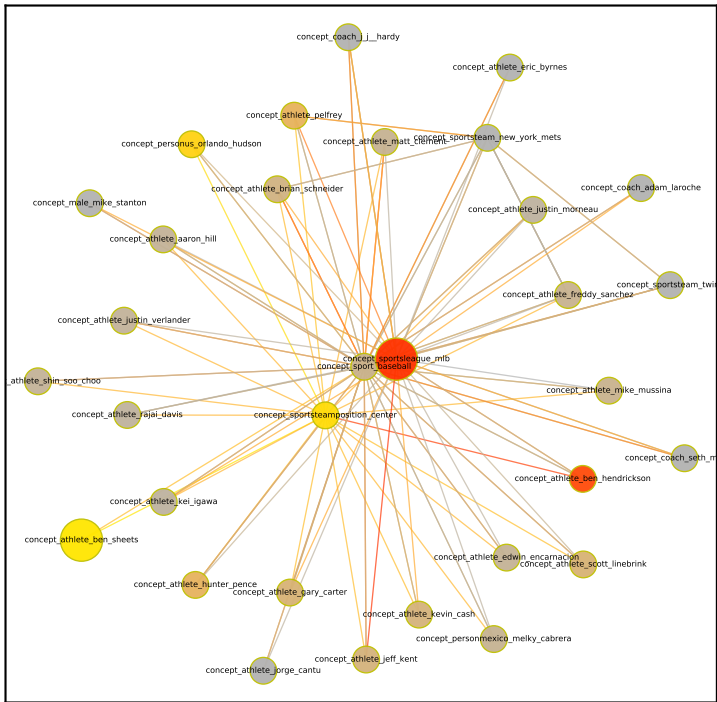 concept_coach_j_j__hardy
concept_athlete_eric_byrnes
concept_athlete_pelfrey
concept_sportsteam_new_york_mets
concept_personus_orlando_hudson
concept_athlete_matt_clement
concept_coach_adam_laroche
concept_athlete_brian_schneider
concept_male_mike_stanton
concept_athlete_justin_morneau
concept_athlete_aaron_hill
concept_sportsteam_twin
concept_athlete_freddy_sanchez
concept_athlete_justin_verlander
concept_sportsleague_mlb
concept_sport_baseball
_athlete_shin_soo_choo
concept_athlete_mike_mussina
concept_athlete_rajai_davis
concept_sportsteamposition_center
concept_coach_seth_m
concept_athlete_ben_hendrickson
concept_athlete_kei_igawa
concept_athlete_ben_sheets
concept_athlete_edwin_encarnacion
concept_athlete_scott_linebrink
concept_athlete_hunter_pence
concept_athlete_gary_carter
concept_athlete_kevin_cash
concept_personmexico_melky_cabrera
concept_athlete_jeff_kent
concept_athlete_jorge_cantu